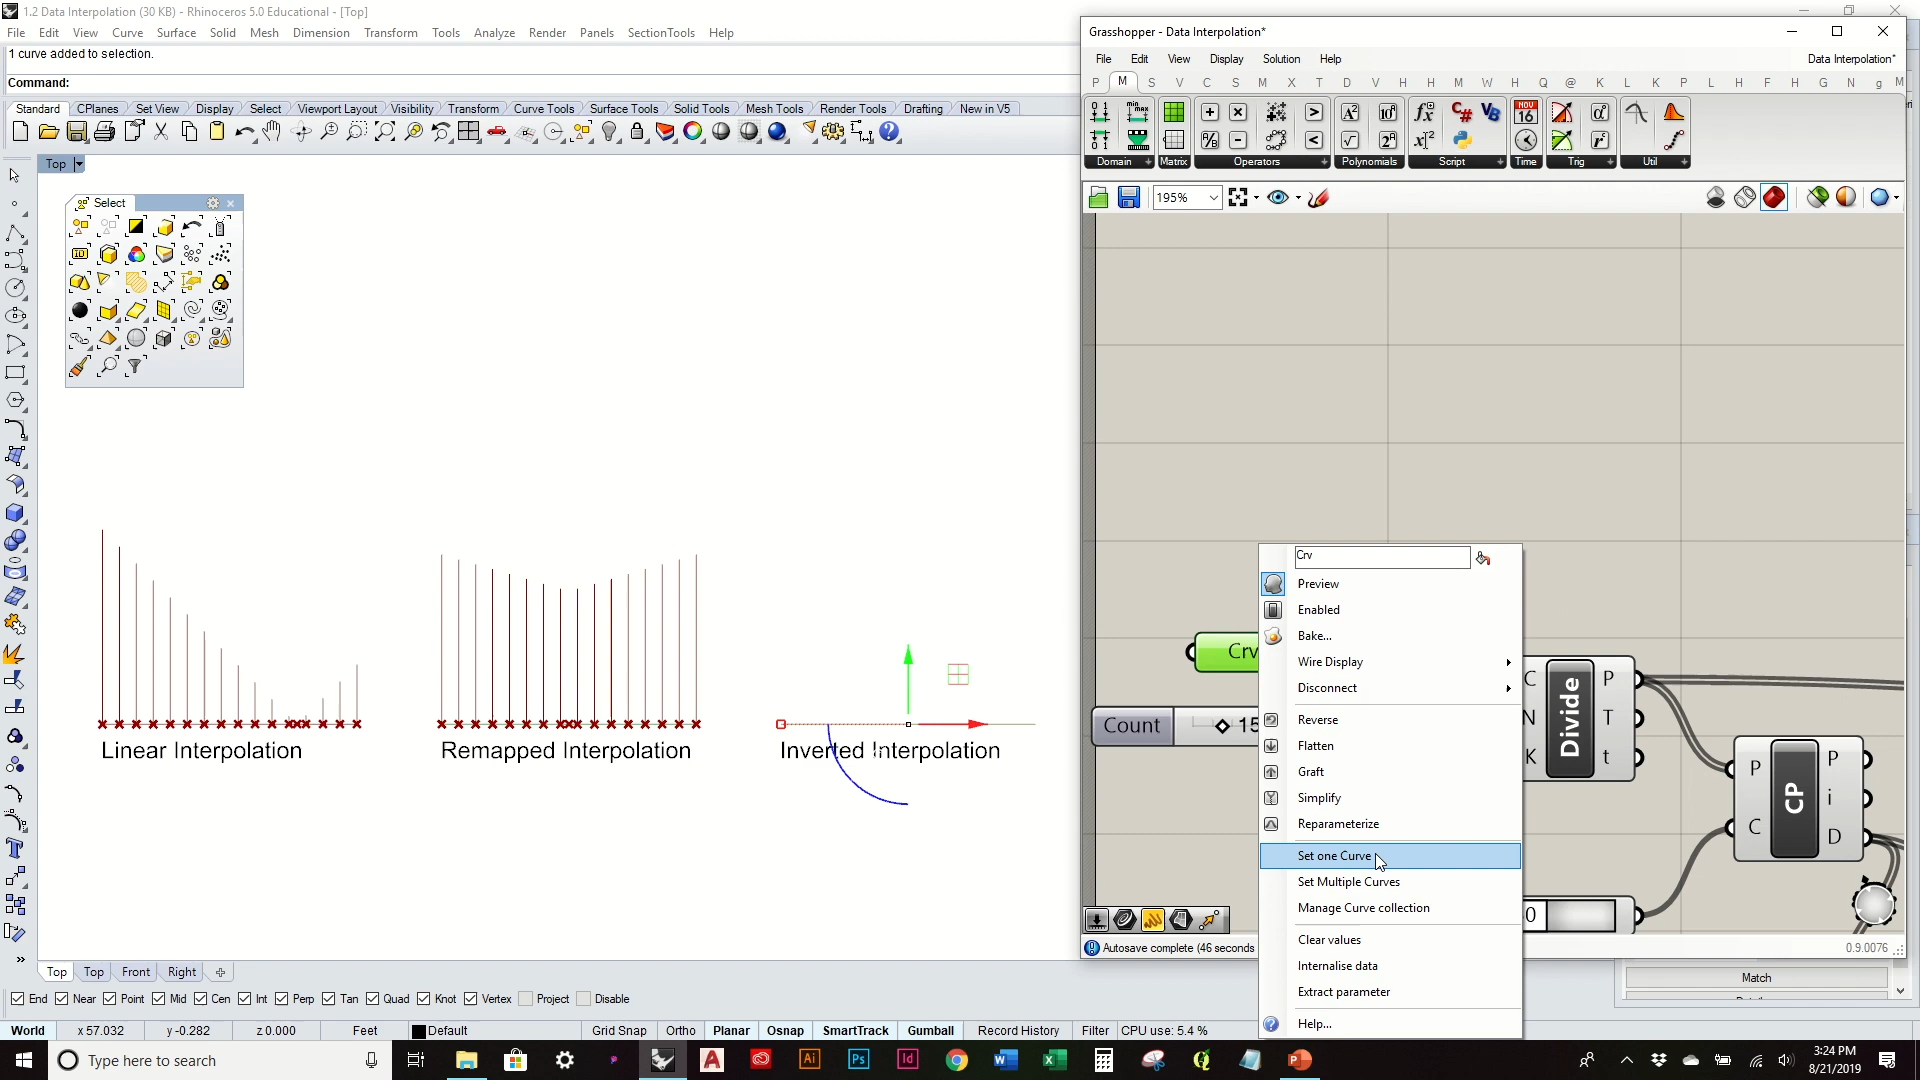 1.2 Data Interpolation (30 KB) - Rhinoceros 5.0 Educational - [Top]
File Edit View Curve Surface Solid Mesh Dimension Transform Tools Analyze Render Panels SectionTools Help
1 curve added to selection.
Command:
Standard CPlanes Set View Display Select Viewport Layout Visibility Transform Curve Tools Surface Tools Solid Tools Mesh Tools Render Tools Drafting New in V5
Top
Select
Linear Interpolation
Remapped Interpolation
Inverted Interpolation
Top Top Front Right
End Near Point Mid Cen Int Perp Tan Quad Knot Vertex Project Disable
World x 57.032 y -0.282 z 0.000 Feet Default Grid Snap Ortho Planar Osnap SmartTrack Gumball Record History Filter CPU use: 5.4 %
Grasshopper - Data Interpolation*
File Edit View Display Solution Help Data Interpolation*
P M S V C S M X T D V H H M W H Q @ K L K P L H F H G N g M
Domain Matrix Operators Polynomials Script Time Trig Util
195%
Crv
Preview
Enabled
Bake...
Wire Display
Disconnect
Reverse
Flatten
Graft
Simplify
Reparameterize
Set one Curve
Set Multiple Curves
Manage Curve collection
Clear values
Internalise data
Extract parameter
Help...
Crv
Count 15
C N K Divide P T t
P C CP P i D
0
Autosave complete (46 seconds
0.9.0076
Match
Type here to search
3:24 PM
8/21/2019